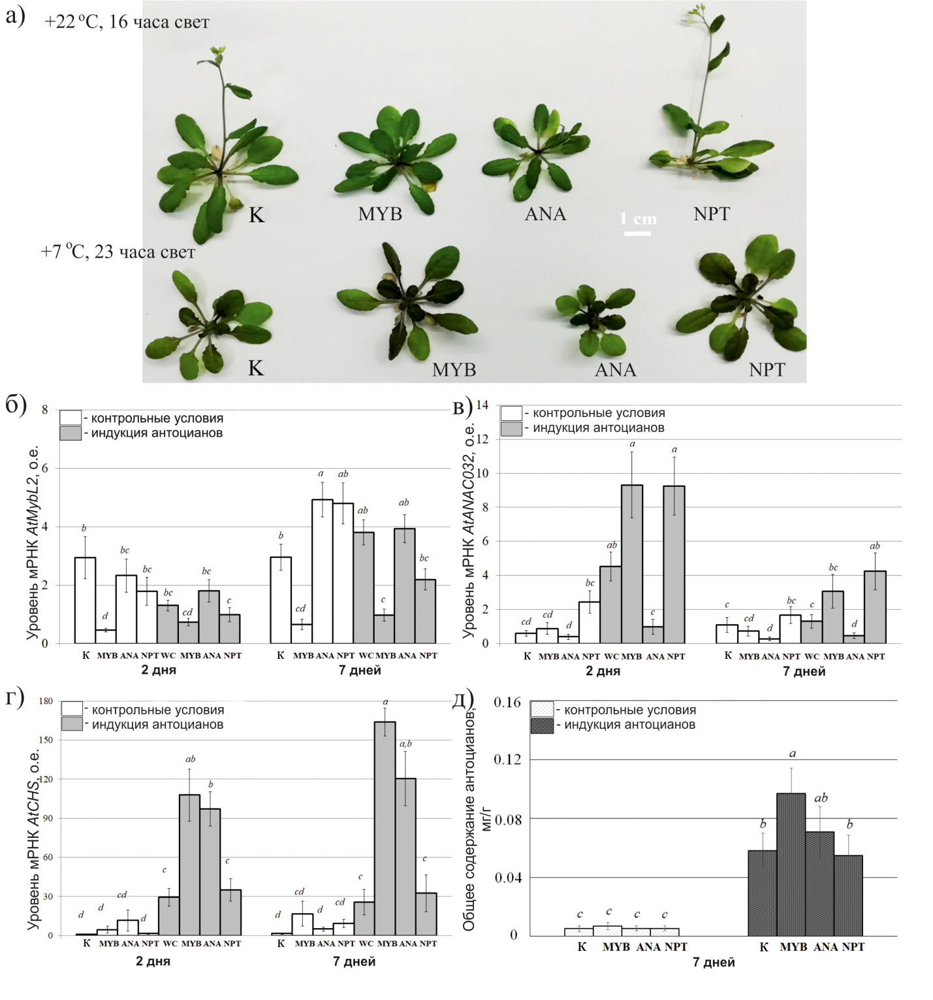 а)
+22 °C, 16 часа свет
K
MYB
ANA
NPT
1 cm
+7 °C, 23 часа свет
K
MYB
ANA
NPT
б)
Уровень мРНК AtMybL2, о.е.
- контрольные условия
- индукция антоцианов
8
6
4
2
0
b
d
bc
bc
bc
cd
bc
c
b
cd
a
ab
ab
c
ab
bc
К MYB ANA NPT WC MYB ANA NPT
К MYB ANA NPT WC MYB ANA NPT
2 дня
7 дней
в)
Уровень мРНК AtANAC032, о.е.
- контрольные условия
- индукция антоцианов
14
12
10
8
6
4
2
0
cd
cd
d
bc
ab
a
c
a
c
cd
d
bc
c
bc
d
ab
К MYB ANA NPT WC MYB ANA NPT
К MYB ANA NPT WC MYB ANA NPT
2 дня
7 дней
г)
Уровень мРНК AtCHS, о.е.
- контрольные условия
- индукция антоцианов
180
150
120
90
60
30
0
d
d
cd
d
c
ab
b
c
d
cd
d
cd
c
a
a,b
c
К MYB ANA NPT WC MYB ANA NPT
К MYB ANA NPT WC MYB ANA NPT
2 дня
7 дней
д)
Общее содержание антоцианов,
мг/г
- контрольные условия
- индукция антоцианов
0.16
0.12
0.08
0.04
0
c
c
c
c
b
a
ab
b
К MYB ANA NPT
К MYB ANA NPT
7 дней